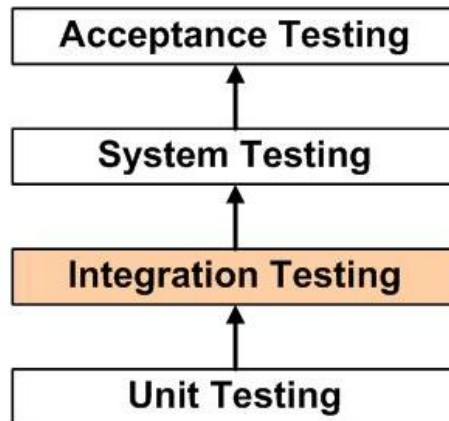 Acceptance Testing
System Testing
Integration Testing
Unit Testing